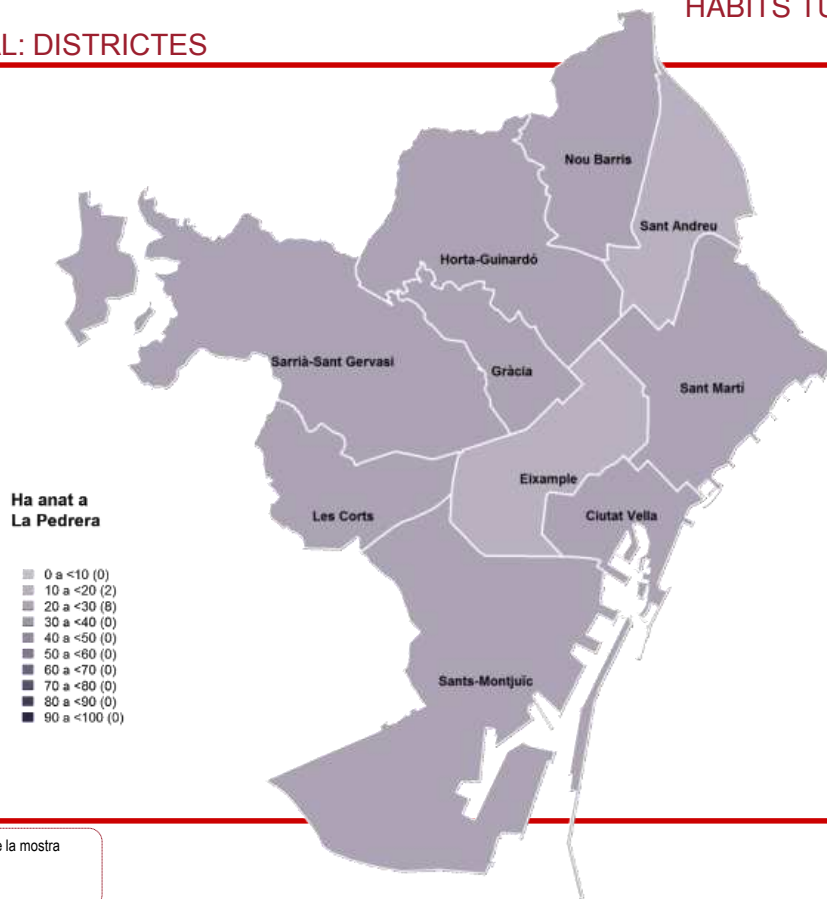 HÀBITS TU
L: DISTRICTES
Nou Barris
Sant Andreu
Horta-Guinardó
Sarrià-Sant Gervasi
Gràcia
Sant Martí
Eixample
Les Corts
Ciutat Vella
Sants-Montjuïc
Ha anat a
La Pedrera
0 a <10 (0)
10 a <20 (2)
20 a <30 (8)
30 a <40 (0)
40 a <50 (0)
50 a <60 (0)
60 a <70 (0)
70 a <80 (0)
80 a <90 (0)
90 a <100 (0)
e la mostra